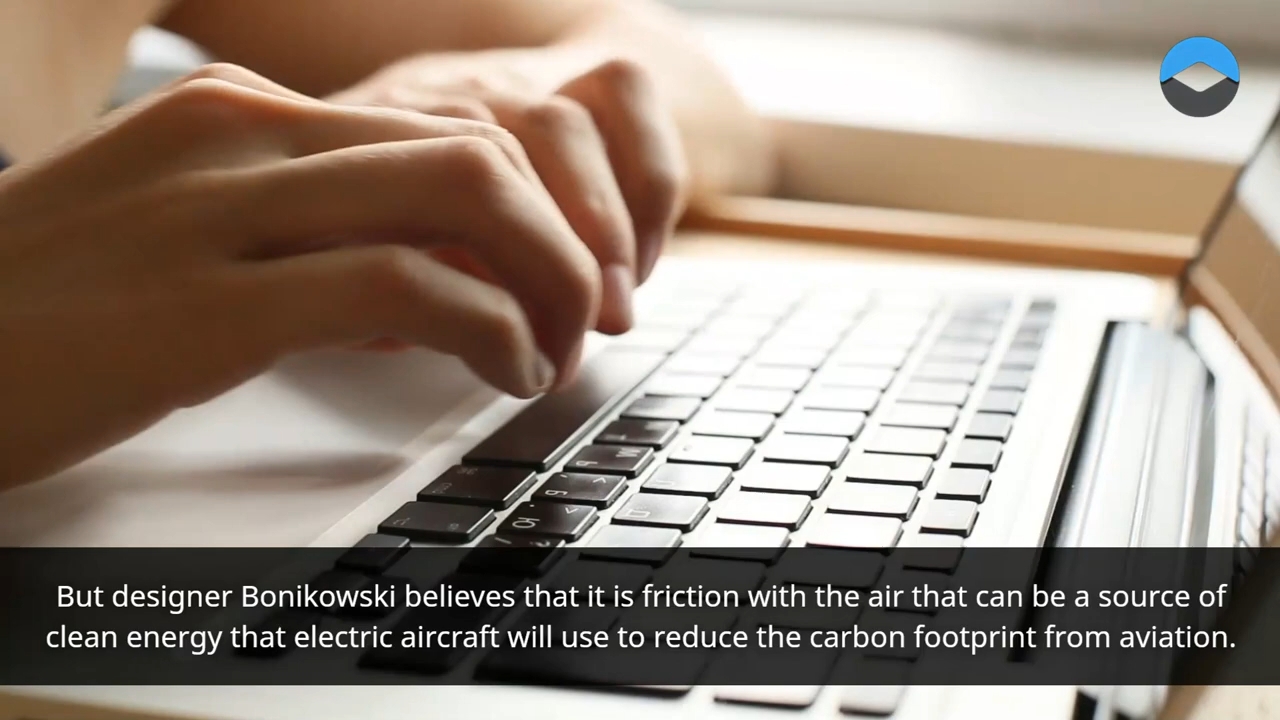 But designer Bonikowski believes that it is friction with the air that can be a source of
clean energy that electric aircraft will use to reduce the carbon footprint from aviation.